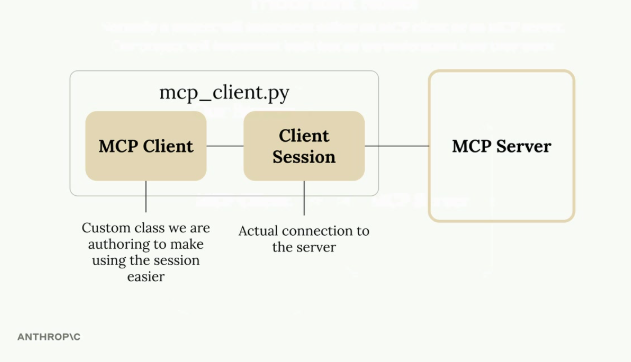 mcp_client.py
MCP Client
Client
Session
MCP Server
Custom class we are
authoring to make
using the session
easier
Actual connection to
the server
ANTHROP\C